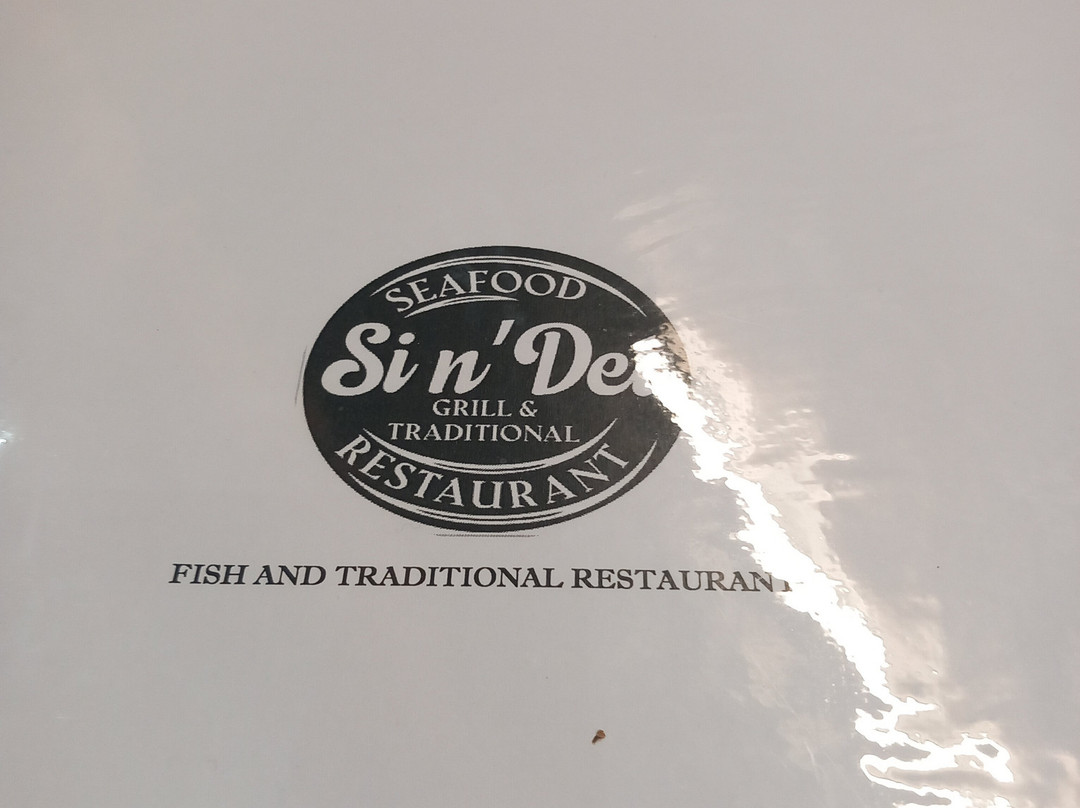 SEAFOOD
Si n'
GRILL &
TRADITIONAL
RESTAURANT
FISH AND TRADITIONAL RESTAURANT